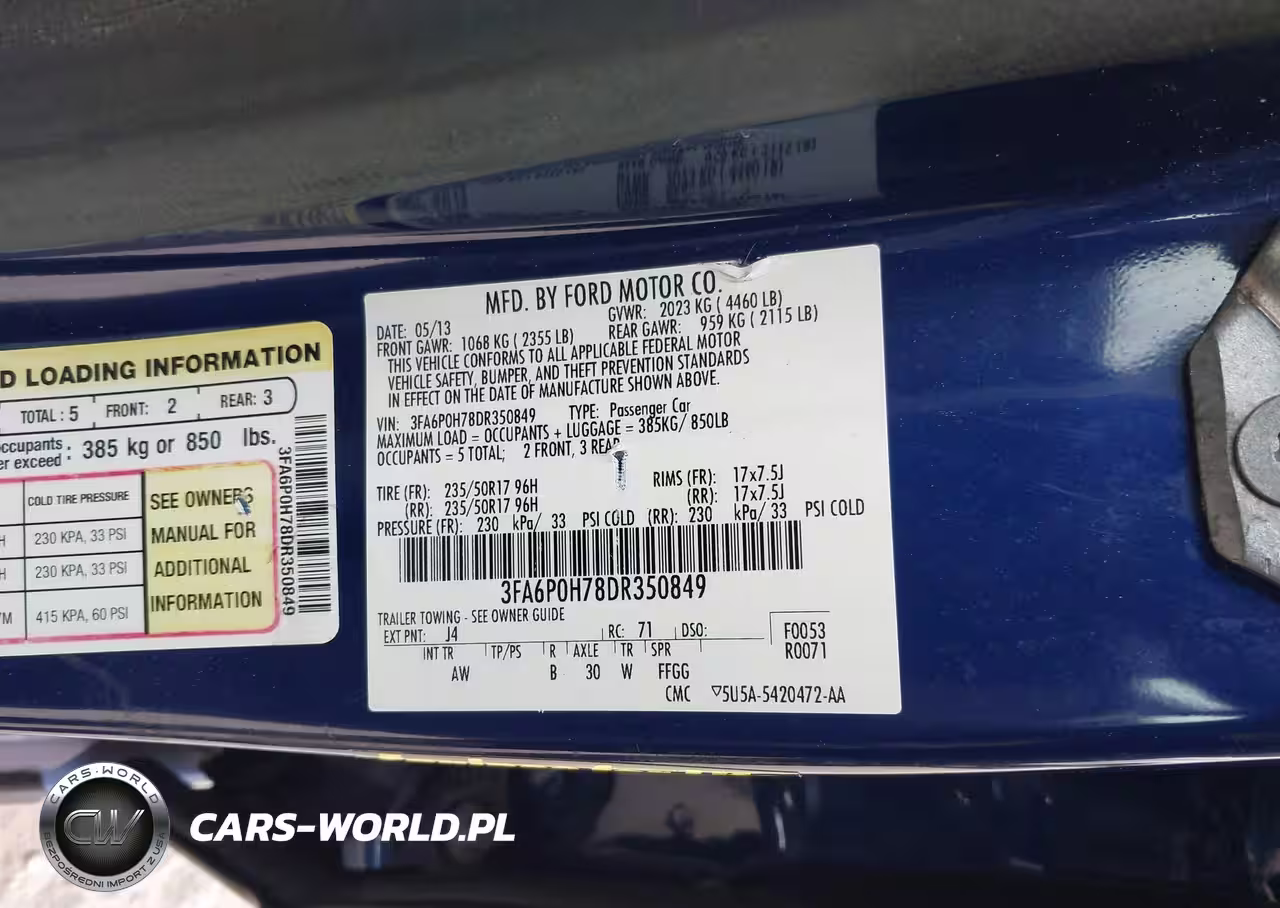 MFD. BY FORD MOTOR CO.
DATE: 05/13
GVWR: 2023 KG ( 4460 LB)
FRONT GAWR: 1068 KG ( 2355 LB)
REAR GAWR: 959 KG ( 2115 LB)
THIS VEHICLE CONFORMS TO ALL APPLICABLE FEDERAL MOTOR
VEHICLE SAFETY, BUMPER, AND THEFT PREVENTION STANDARDS
IN EFFECT ON THE DATE OF MANUFACTURE SHOWN ABOVE.
VIN: 3FA6P0H78DR350849 TYPE: Passenger Car
MAXIMUM LOAD = OCCUPANTS + LUGGAGE = 385KG/ 850LB
OCCUPANTS = 5 TOTAL; 2 FRONT, 3 REAR
TIRE (FR): 235/50R17 96H RIMS (FR): 17x7.5J
(RR): 235/50R17 96H (RR): 17x7.5J
PRESSURE (FR): 230 kPa/ 33 PSI COLD (RR): 230 kPa/ 33 PSI COLD
3FA6P0H78DR350849
TRAILER TOWING - SEE OWNER GUIDE
EXT PNT: J4 RC: 71 DSO:
F0053
R0071
INT TR TP/PS R AXLE TR SPR
AW B 30 W FFGG
CMC ▽5U5A-5420472-AA
D LOADING INFORMATION
TOTAL : 5 FRONT: 2 REAR: 3
occupants
er exceed : 385 kg or 850 lbs.
COLD TIRE PRESSURE
H 230 KPA, 33 PSI
H 230 KPA, 33 PSI
/M 415 KPA, 60 PSI
SEE OWNERS
MANUAL FOR
ADDITIONAL
INFORMATION
3FA6P0H78DR350849
CARS-WORLD
CW
BEZPOŚREDNI IMPORT Z USA
CARS-WORLD.PL